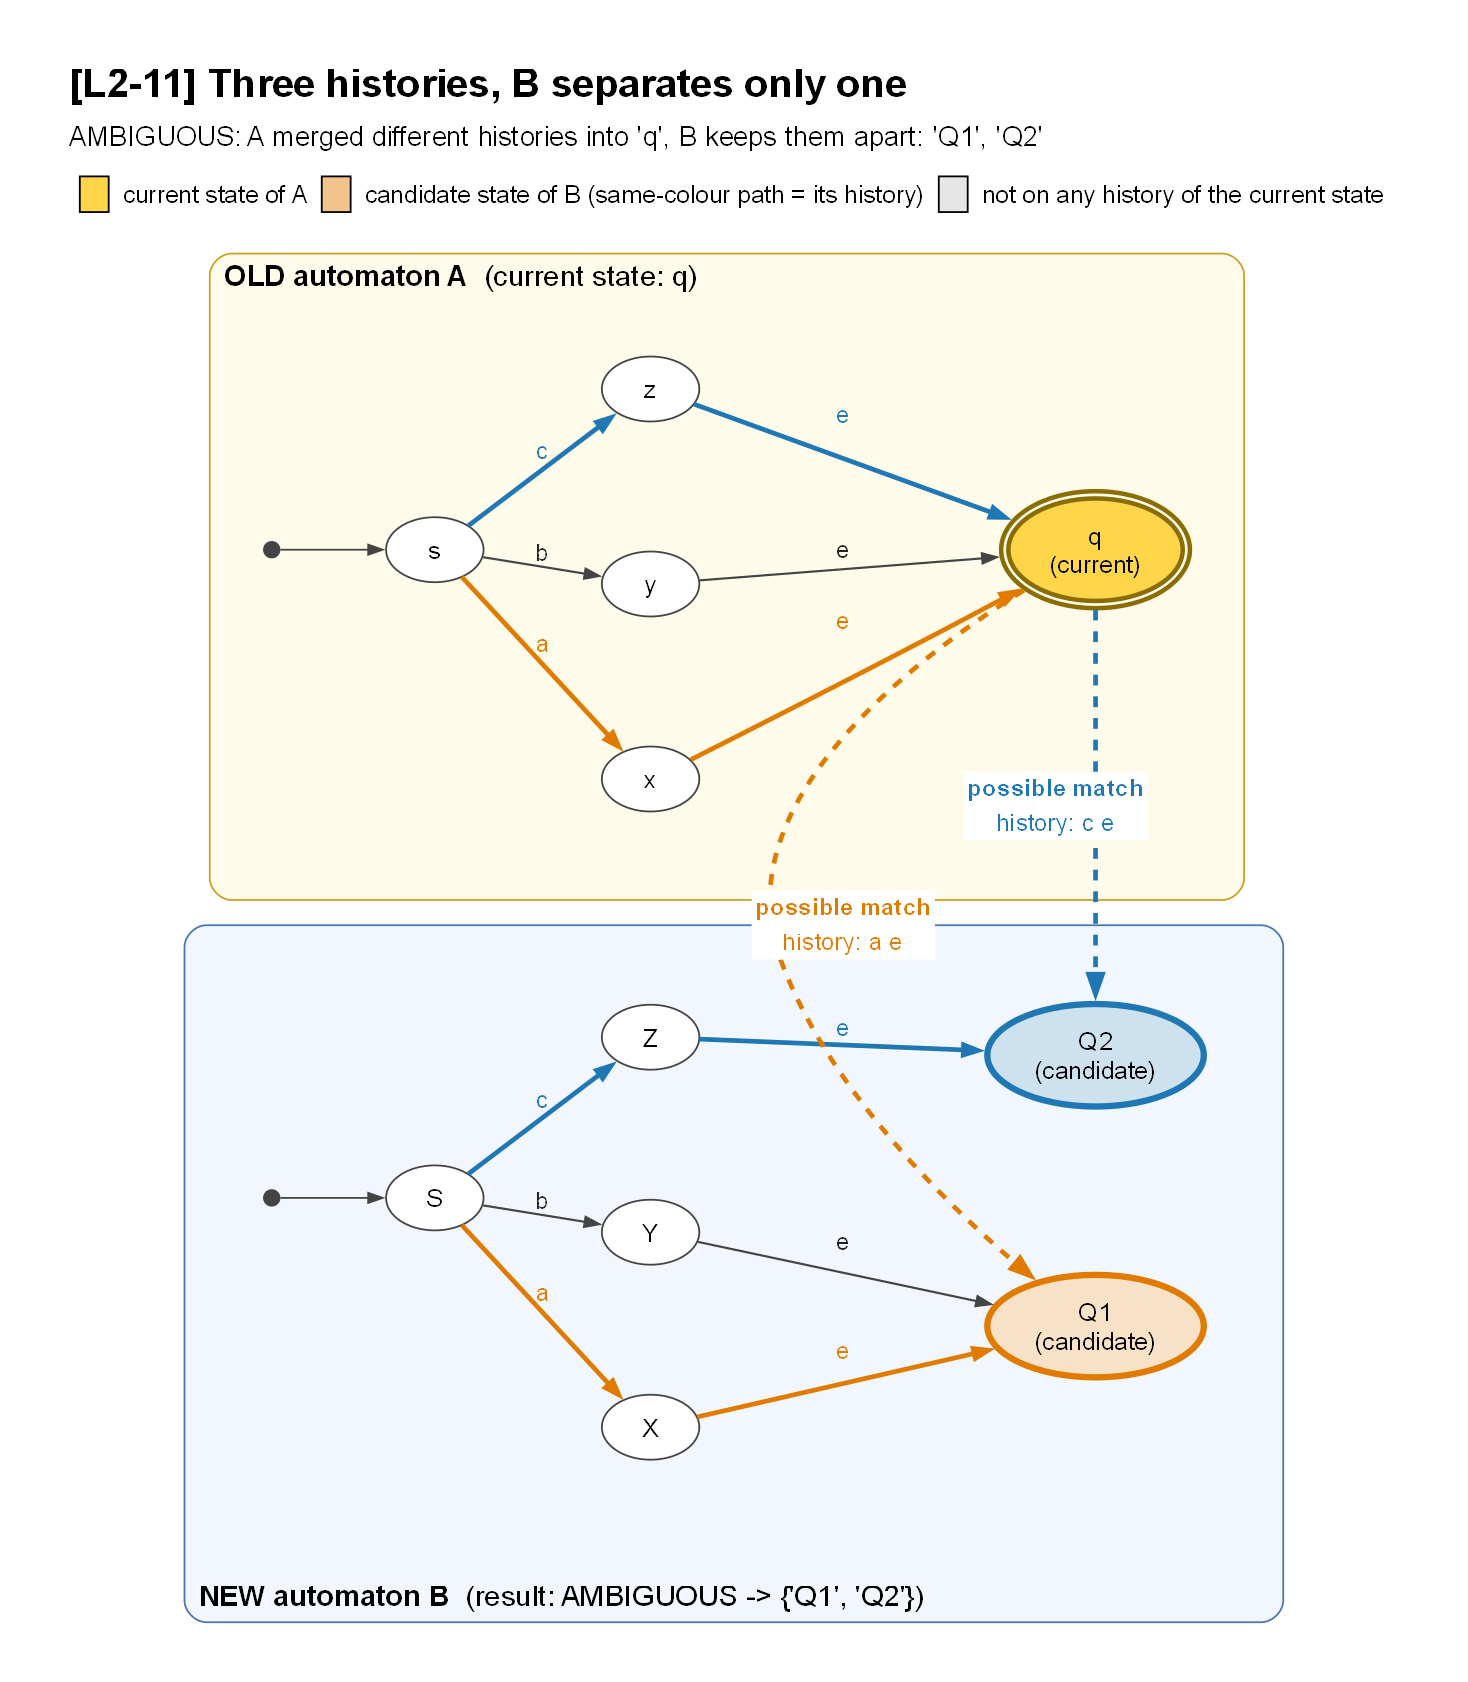 [L2-11] Three histories, B separates only one
AMBIGUOUS: A merged different histories into 'q', B keeps them apart: 'Q1', 'Q2'
current state of A
candidate state of B (same-colour path = its history)
not on any history of the current state
OLD automaton A (current state: q)
z
e
c
s
b
y
e
q
(current)
e
a
x
possible match
history: c e
possible match
history: a e
Z
e
Q2
(candidate)
c
S
b
Y
e
a
Q1
(candidate)
e
X
NEW automaton B (result: AMBIGUOUS -> {'Q1', 'Q2'})